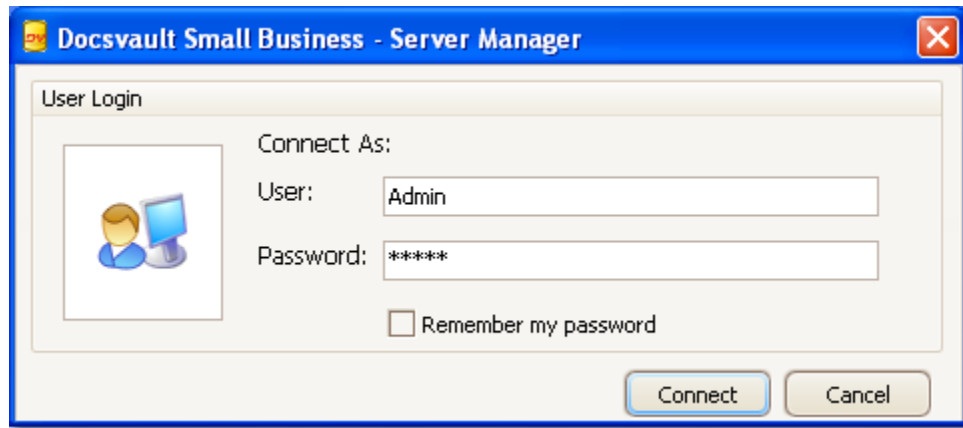 Docsvault Small Business - Server Manager
User Login
Connect As:
User: Admin
Password: *****
Remember my password
Connect Cancel